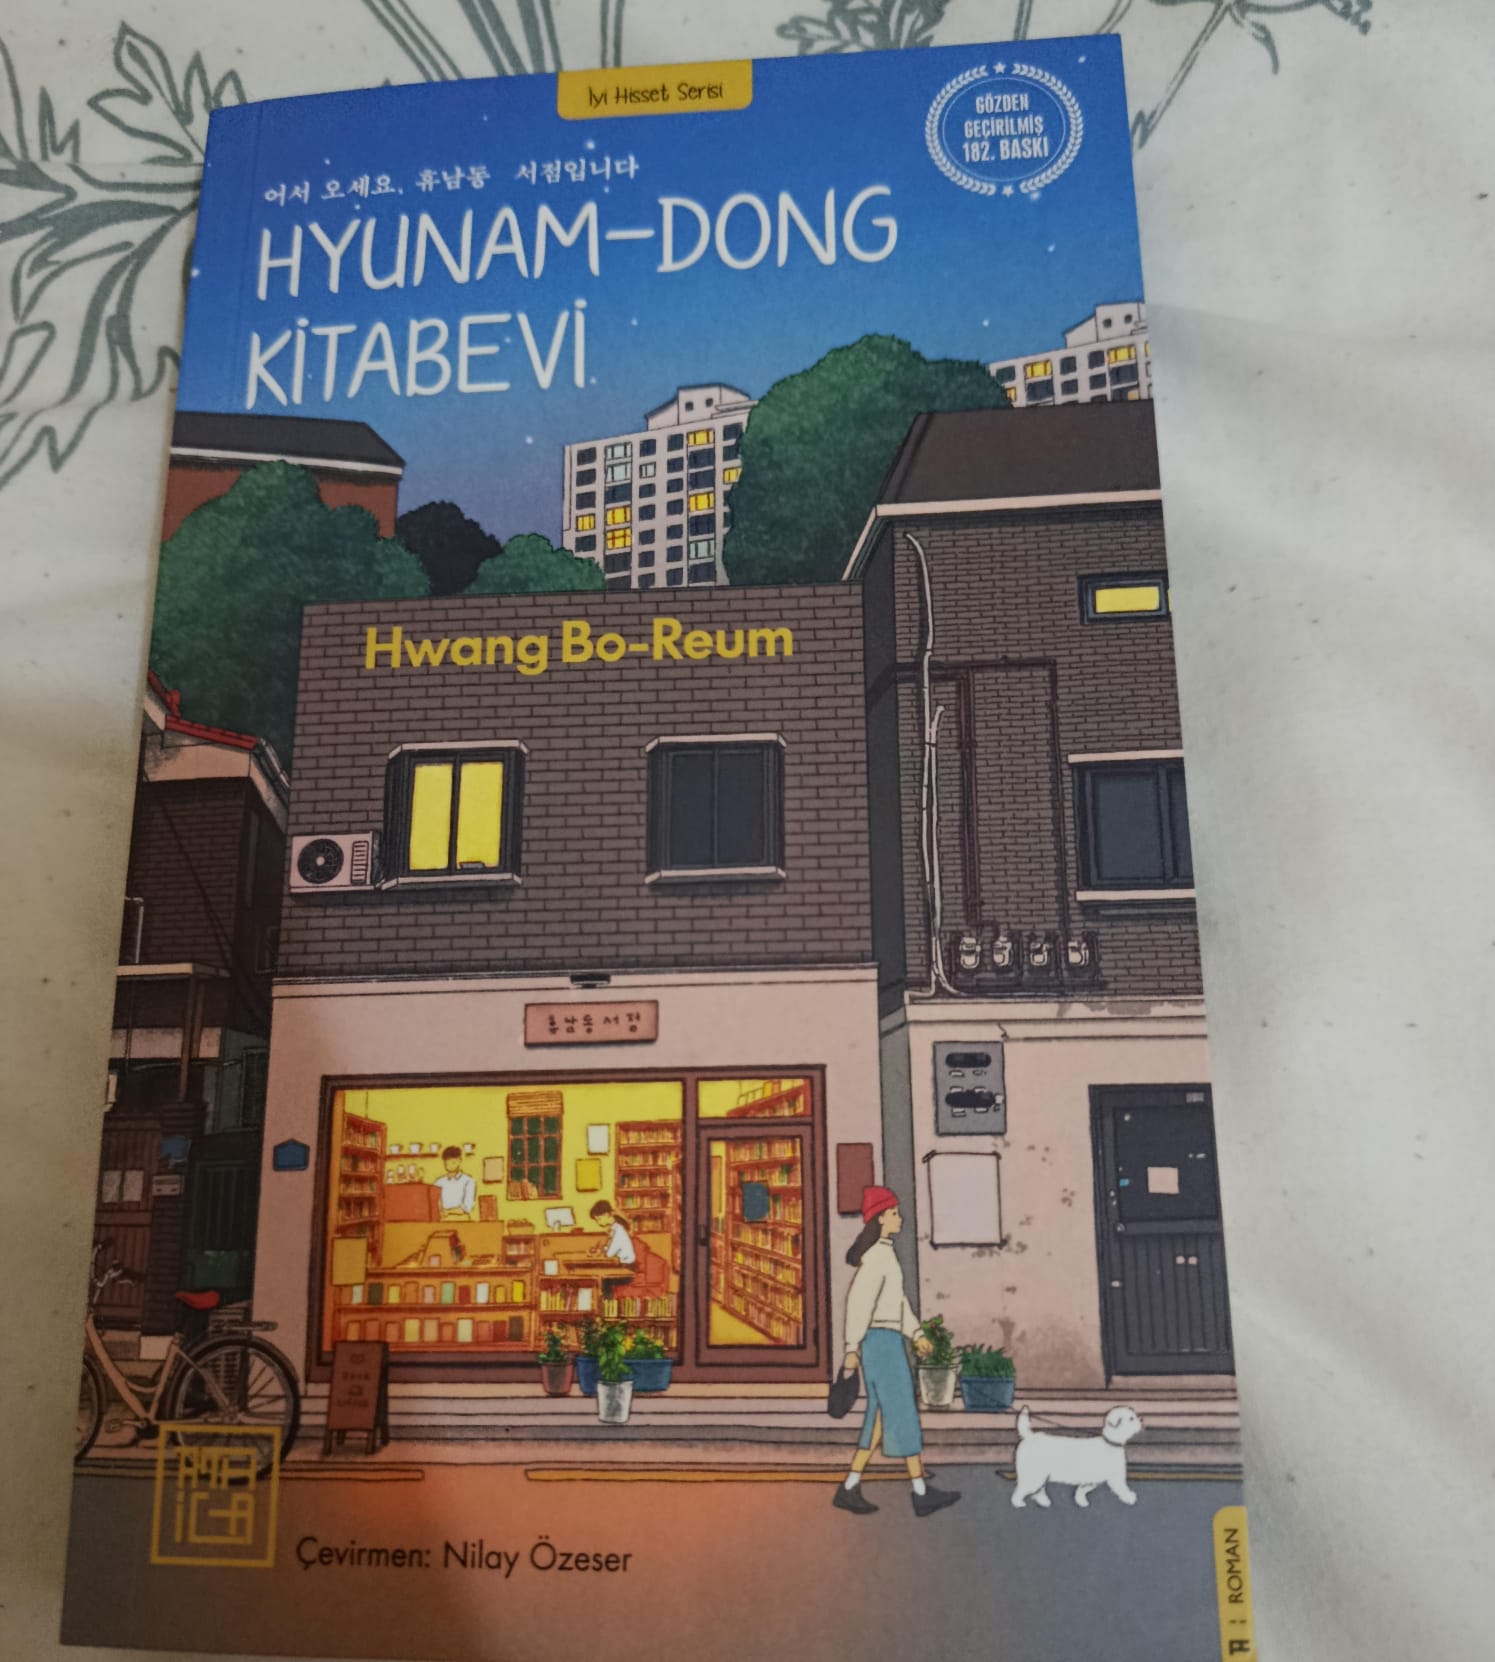 İyi Hisset Serisi
GÖZDEN
GEÇİRİLMİŞ
182. BASKI
어서 오세요, 휴남동 서점입니다
HYUNAM-DONG
KİTABEVİ
Hwang Bo-Reum
휴남동서점
Çevirmen: Nilay Özeser
ROMAN